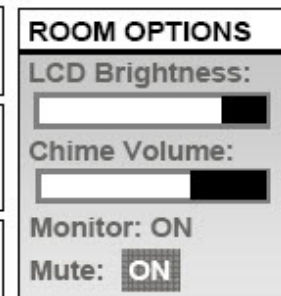 ROOM OPTIONS
LCD Brightness:
Chime Volume:
Monitor: ON
Mute: ON